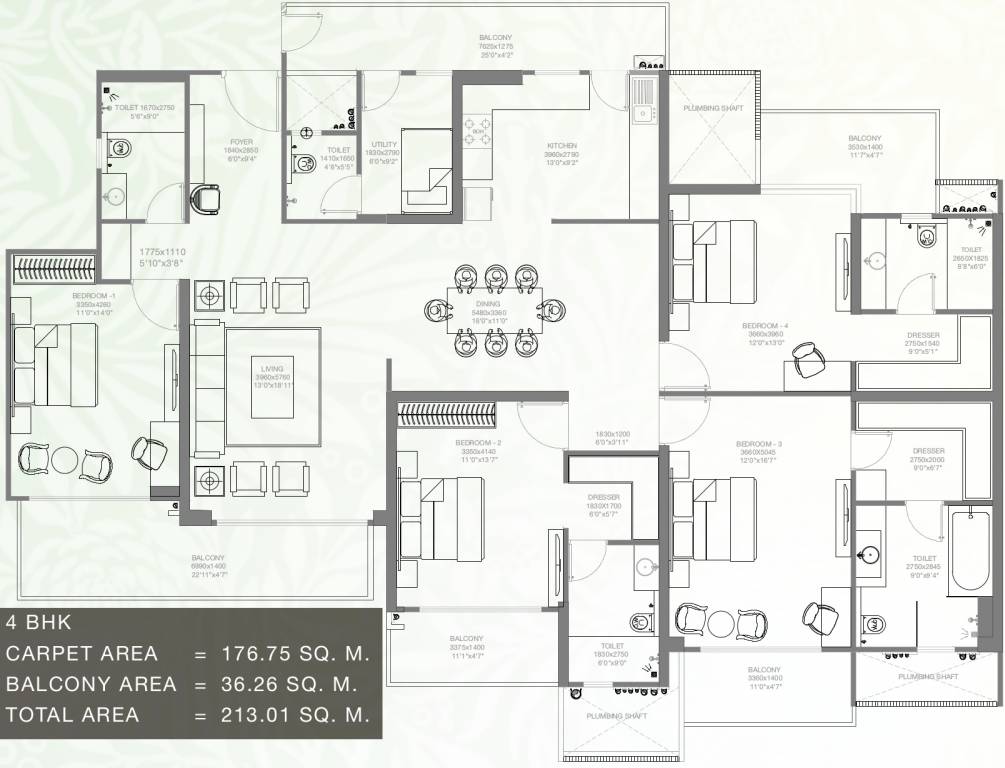 BALCONY
7625x1275
25'0"x4'2"
TOILET 1670x2750
5'6"x9'0"
FOYER
1840x2850
6'0"x9'4"
TOILET
1410x1650
4'8"x5'5"
UTILITY
1830x2790
6'0"x9'2"
KITCHEN
3960x2790
13'0"x9'2"
PLUMBING SHAFT
BALCONY
3530x1400
11'7"x4'7"
1775x1110
5'10"x3'8"
BEDROOM -1
3350x4260
11'0"x14'0"
DINING
5480x3360
18'0"x11'0"
LIVING
3960x5760
13'0"x18'11"
BEDROOM - 4
3660x3960
12'0"x13'0"
TOILET
2650X1825
8'8"x6'0"
DRESSER
2750x1540
9'0"x5'1"
BEDROOM - 2
3350x4140
11'0"x13'7"
1830x1200
6'0"x3'11"
BEDROOM - 3
3660X5045
12'0"x16'7"
DRESSER
2750x2000
9'0"x6'7"
DRESSER
1830X1700
6'0"x5'7"
TOILET
2750x2845
9'0"x9'4"
BALCONY
6990x1400
22'11"x4'7"
BALCONY
3375x1400
11'1"x4'7"
TOILET
1830x2750
6'0"x9'0"
BALCONY
3360x1400
11'0"x4'7"
PLUMBING SHAFT
PLUMBING SHAFT
4 BHK
CARPET AREA = 176.75 SQ. M.
BALCONY AREA = 36.26 SQ. M.
TOTAL AREA = 213.01 SQ. M.